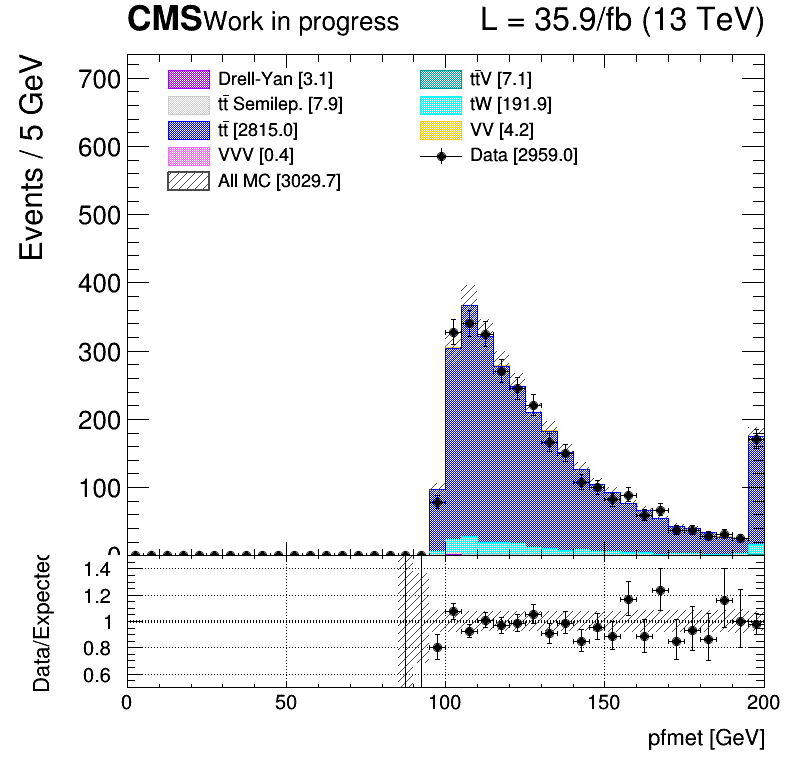 CMS Work in progress L = 35.9/fb (13 TeV)
Events / 5 GeV
700
600
500
400
300
200
100
0
Drell-Yan [3.1]
tt̄ Semilep. [7.9]
tt̄ [2815.0]
VVV [0.4]
All MC [3029.7]
tt̄V [7.1]
tW [191.9]
VV [4.2]
Data [2959.0]
Data/Expected
1.4
1.2
1
0.8
0.6
0 50 100 150 200
pfmet [GeV]